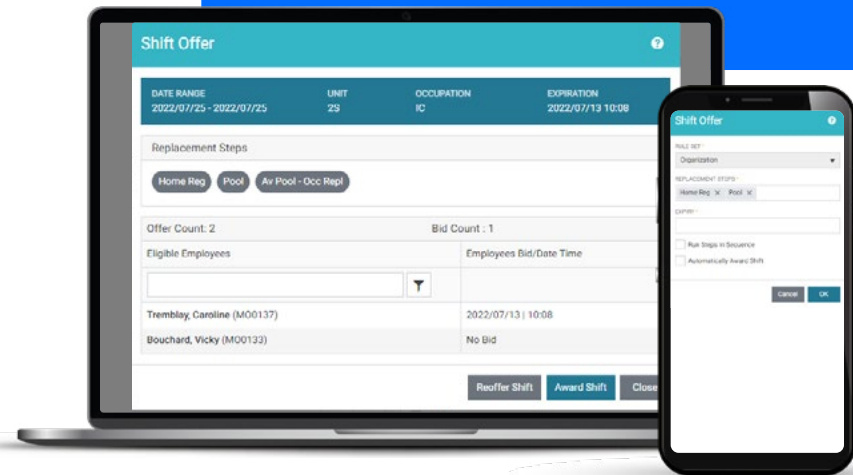 Shift Offer
DATE RANGE UNIT OCCUPATION EXPIRATION
2022/07/25 - 2022/07/25 2S IC 2022/07/13 10:08
Replacement Steps
Home Reg Pool Av Pool - Occ Repl
Offer Count: 2 Bid Count : 1
Eligible Employees Employees Bid/Date Time
Tremblay, Caroline (MO0137) 2022/07/13 | 10:08
Bouchard, Vicky (MO0133) No Bid
Reoffer Shift Award Shift Close
Shift Offer
RULE SET
Organization
REPLACEMENT STEPS
Home Reg X Pool X
EXPIRY
Run Steps in Sequence
Automatically Award Shift
Cancel OK